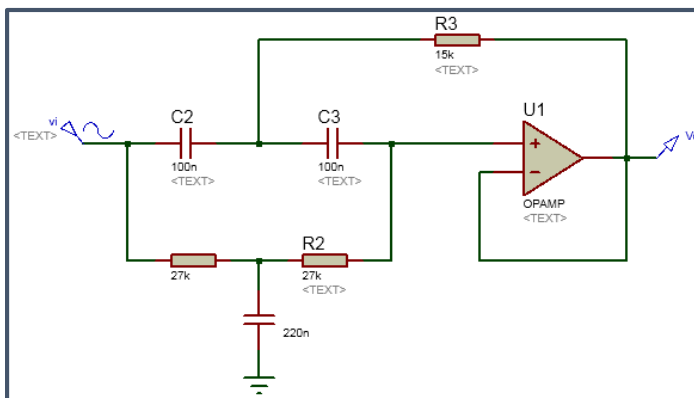 R3
15k
<TEXT>
U1
C2
C3
vi
<TEXT>
100n
<TEXT>
100n
<TEXT>
+
−
OPAMP
<TEXT>
R2
27k
27k
<TEXT>
220n